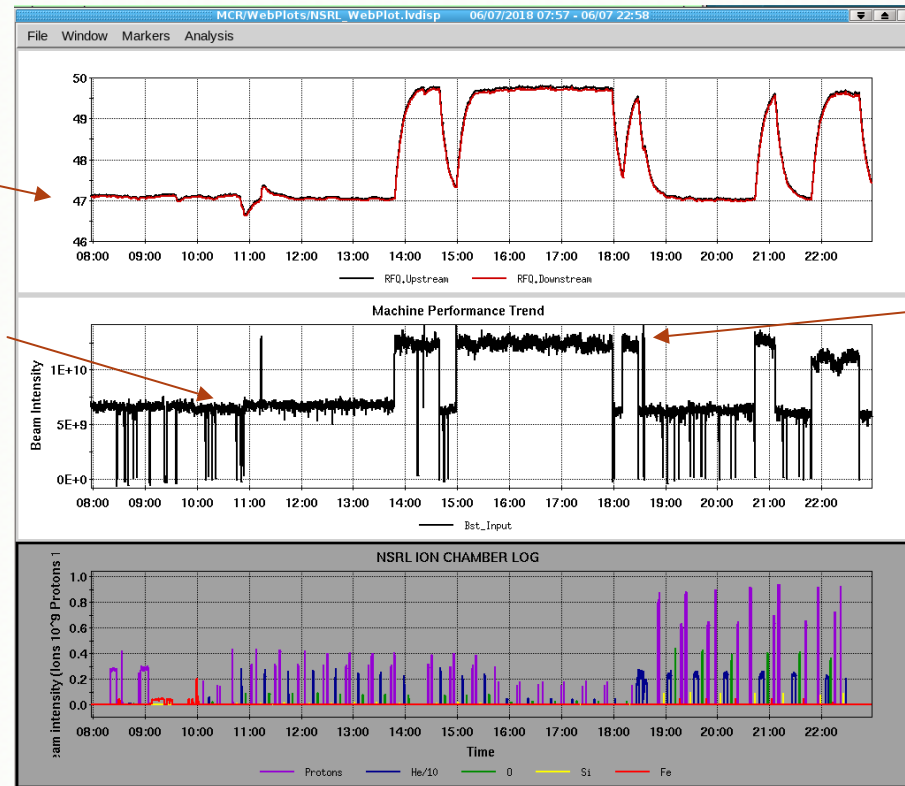 MCR/WebPlots/NSRL_WebPlot.lvdisp 06/07/2018 07:57 - 06/07 22:58
File Window Markers Analysis
50
49
48
47
46
08:00 09:00 10:00 11:00 12:00 13:00 14:00 15:00 16:00 17:00 18:00 19:00 20:00 21:00 22:00
RFQ.Upstream RFQ.Downstream
Machine Performance Trend
Beam Intensity
1E+10
5E+9
0E+0
08:00 09:00 10:00 11:00 12:00 13:00 14:00 15:00 16:00 17:00 18:00 19:00 20:00 21:00 22:00
Bst_Input
NSRL ION CHAMBER LOG
am intensity (Ions 10^9 Protons 1
1.0
0.8
0.6
0.4
0.2
0.0
08:00 09:00 10:00 11:00 12:00 13:00 14:00 15:00 16:00 17:00 18:00 19:00 20:00 21:00 22:00
Time
Protons He/10 O Si Fe